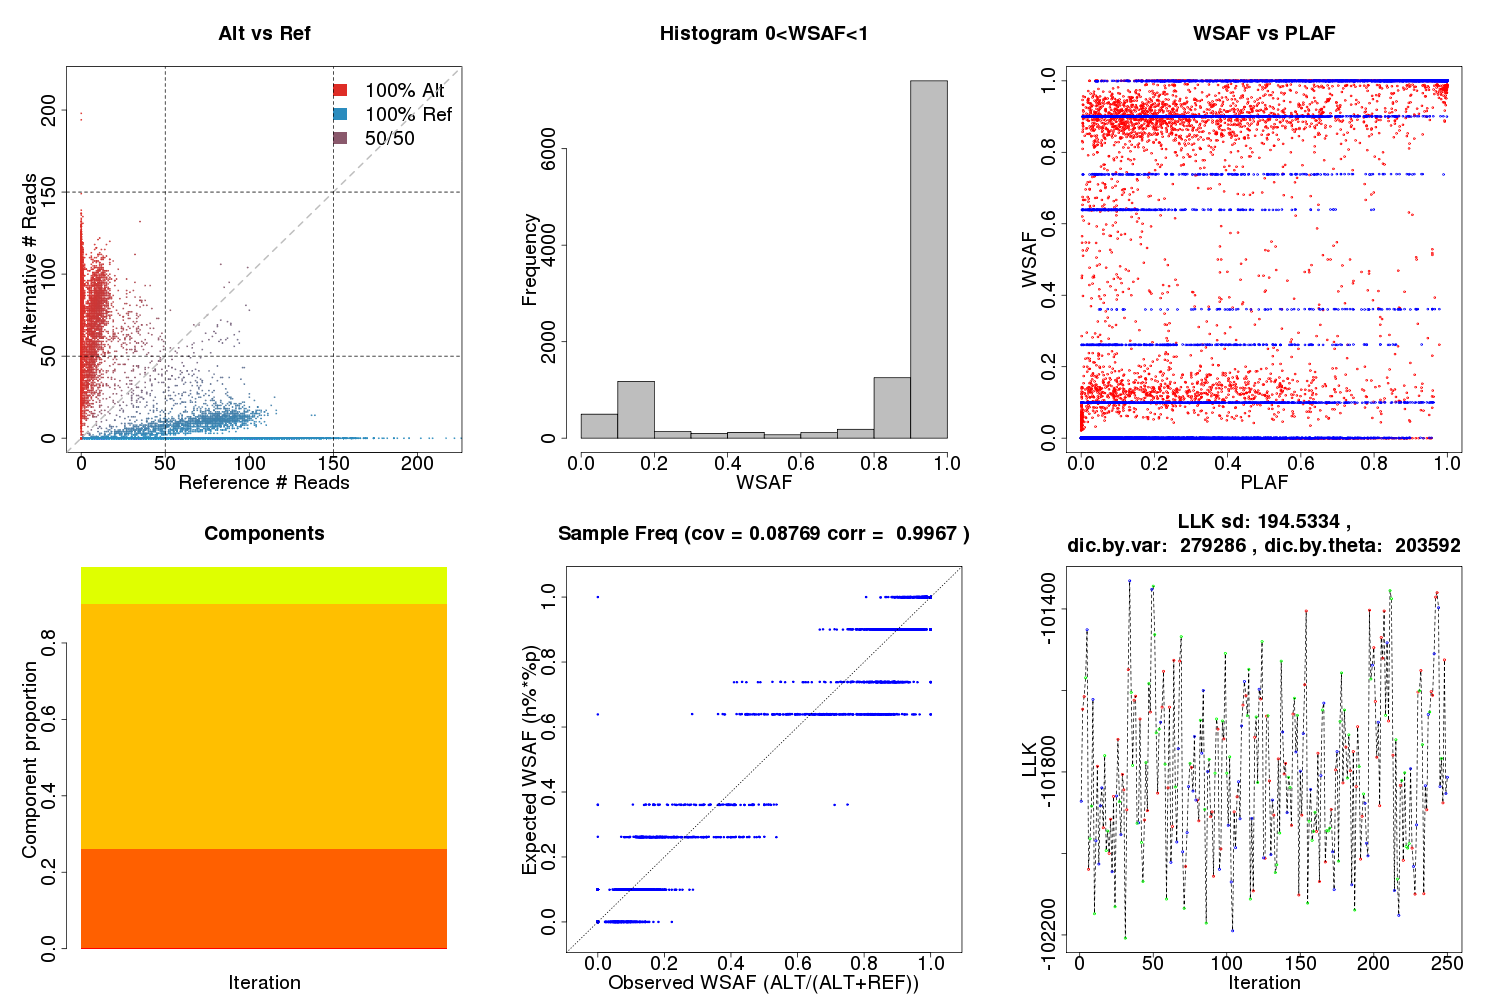 Alt vs Ref
100% Alt
100% Ref
50/50
Alternative # Reads
0 50 100 150 200
0 50 100 150 200
Reference # Reads
Histogram 0<WSAF<1
Frequency
0 2000 4000 6000
0.0 0.2 0.4 0.6 0.8 1.0
WSAF
WSAF vs PLAF
WSAF
0.0 0.2 0.4 0.6 0.8 1.0
0.0 0.2 0.4 0.6 0.8 1.0
PLAF
Components
Component proportion
0.0 0.2 0.4 0.6 0.8
Iteration
Sample Freq (cov = 0.08769 corr = 0.9967 )
Expected WSAF (h%*%p)
0.0 0.2 0.4 0.6 0.8 1.0
0.0 0.2 0.4 0.6 0.8 1.0
Observed WSAF (ALT/(ALT+REF))
LLK sd: 194.5334 ,
dic.by.var: 279286 , dic.by.theta: 203592
LLK
-102200 -101800 -101400
0 50 100 150 200 250
Iteration